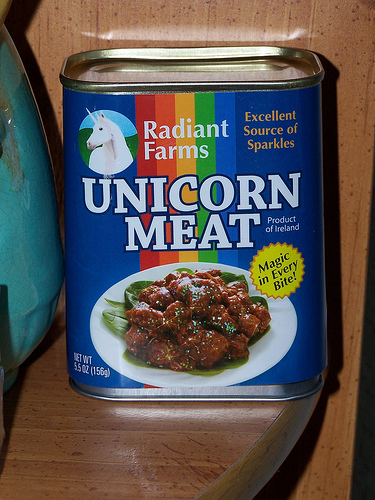 Radiant
Farms
Excellent
Source of
Sparkles
UNICORN
MEAT
Product
of Ireland
Magic
in Every
Bite!
NET WT
5.5 OZ (156g)